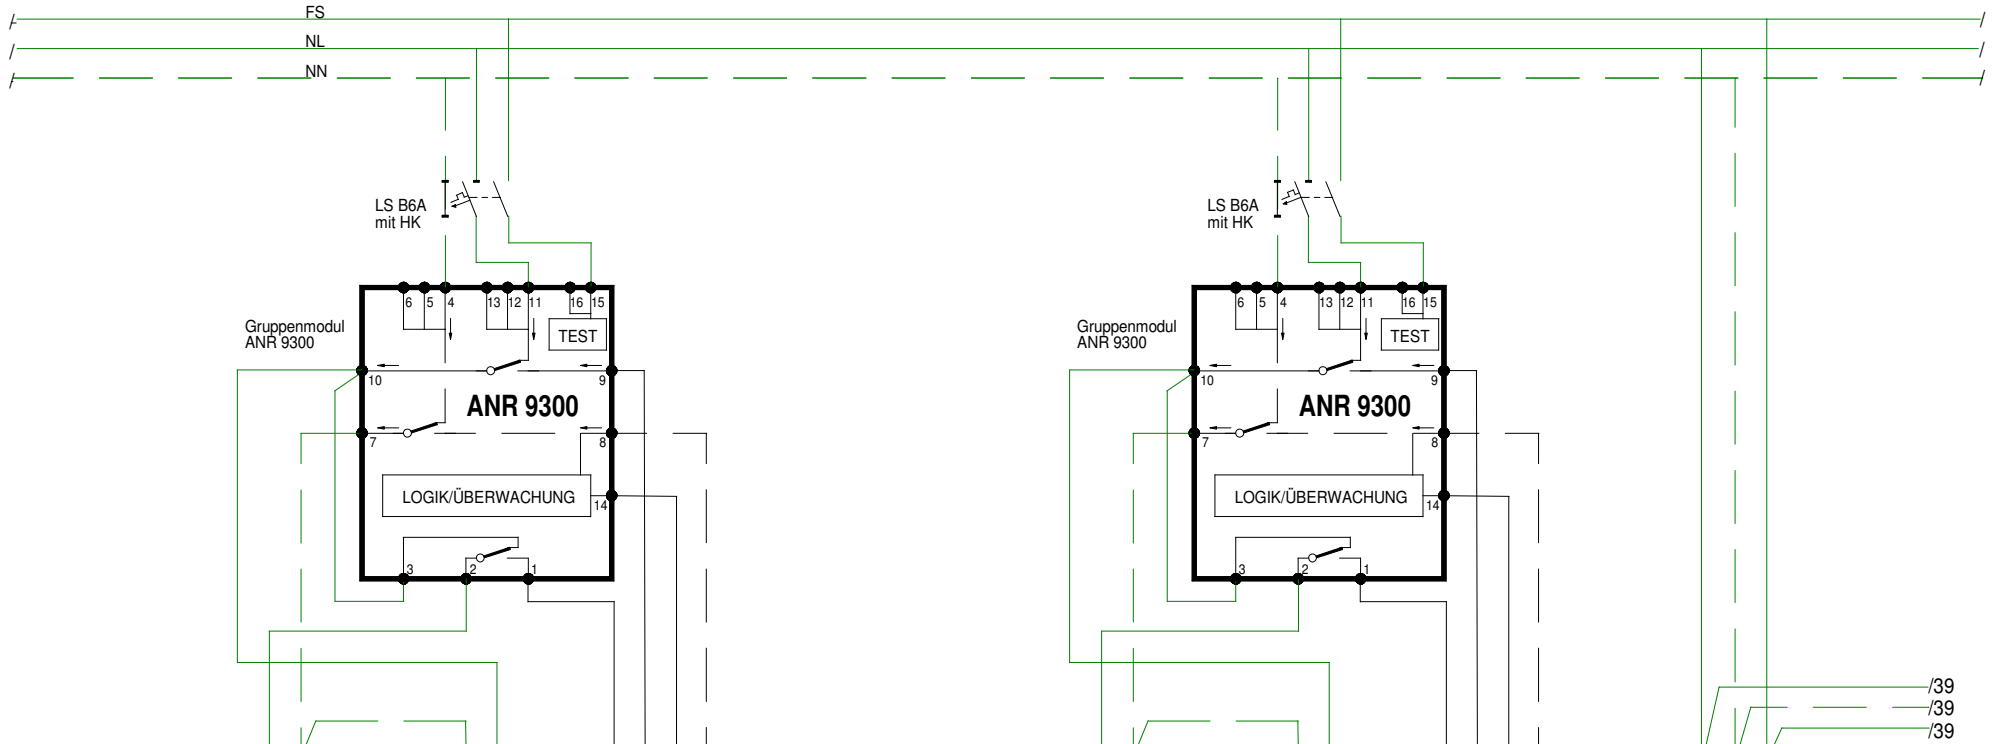 FS
NL
NN
LS B6A
mit HK
LS B6A
mit HK
6 5 4 13 12 11 16 15
6 5 4 13 12 11 16 15
Gruppenmodul
ANR 9300
TEST
Gruppenmodul
ANR 9300
TEST
10 9
10 9
ANR 9300
ANR 9300
7 8
7 8
LOGIK/ÜBERWACHUNG
14
LOGIK/ÜBERWACHUNG
14
3 2 1
3 2 1
/39
/39
/39